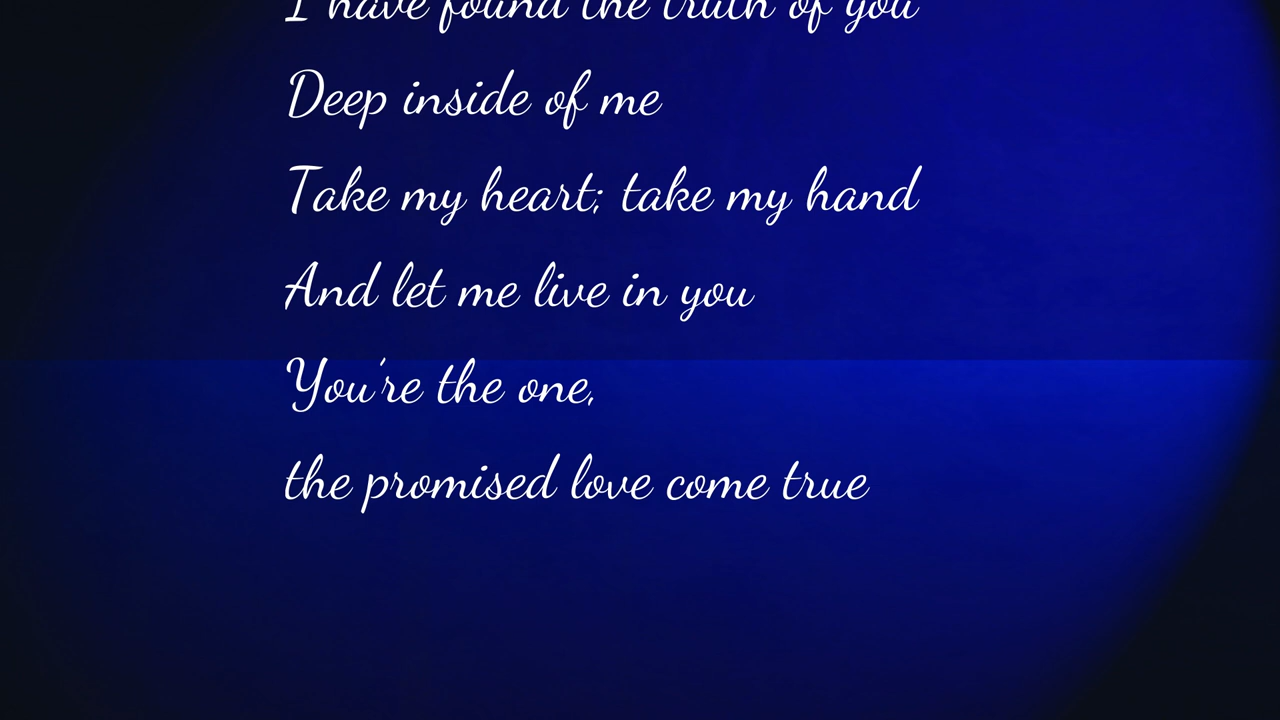 I have found the truth of you
Deep inside of me
Take my heart; take my hand
And let me live in you
You're the one,
the promised love come true